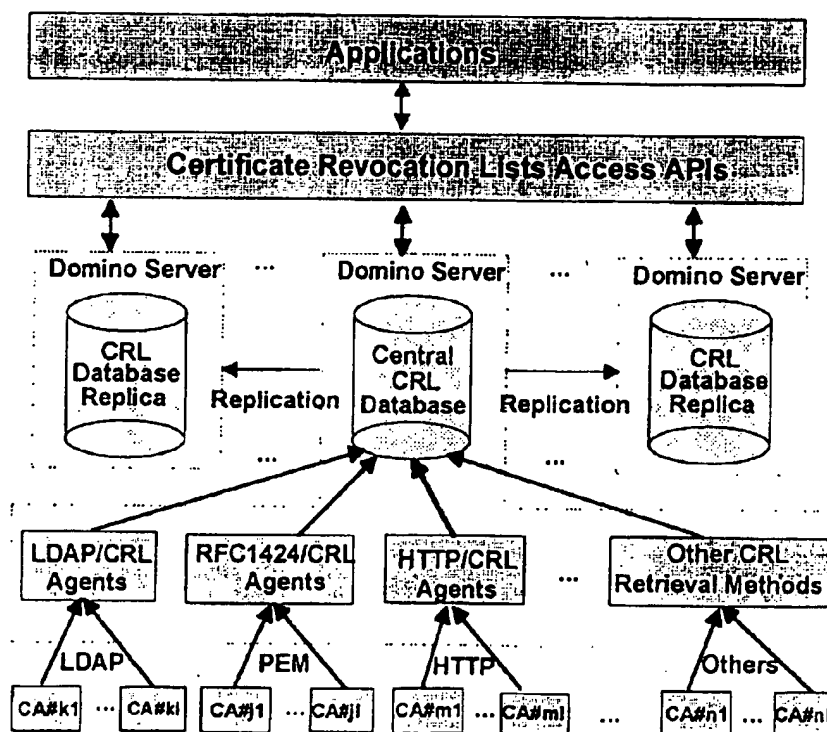 Applications
Certificate Revocation Lists Access APIs
Domino Server ... Domino Server ... Domino Server
CRL
Database
Replica
Replication
Central
CRL
Database
Replication
CRL
Database
Replica
... ...
LDAP/CRL
Agents
RFC1424/CRL
Agents
HTTP/CRL
Agents
...
Other CRL
Retrieval Methods
LDAP PEM HTTP Others
CA#k1 ... CA#kl CA#j1 ... CA#jl CA#m1 ... CA#ml ... CA#n1 ... CA#nl